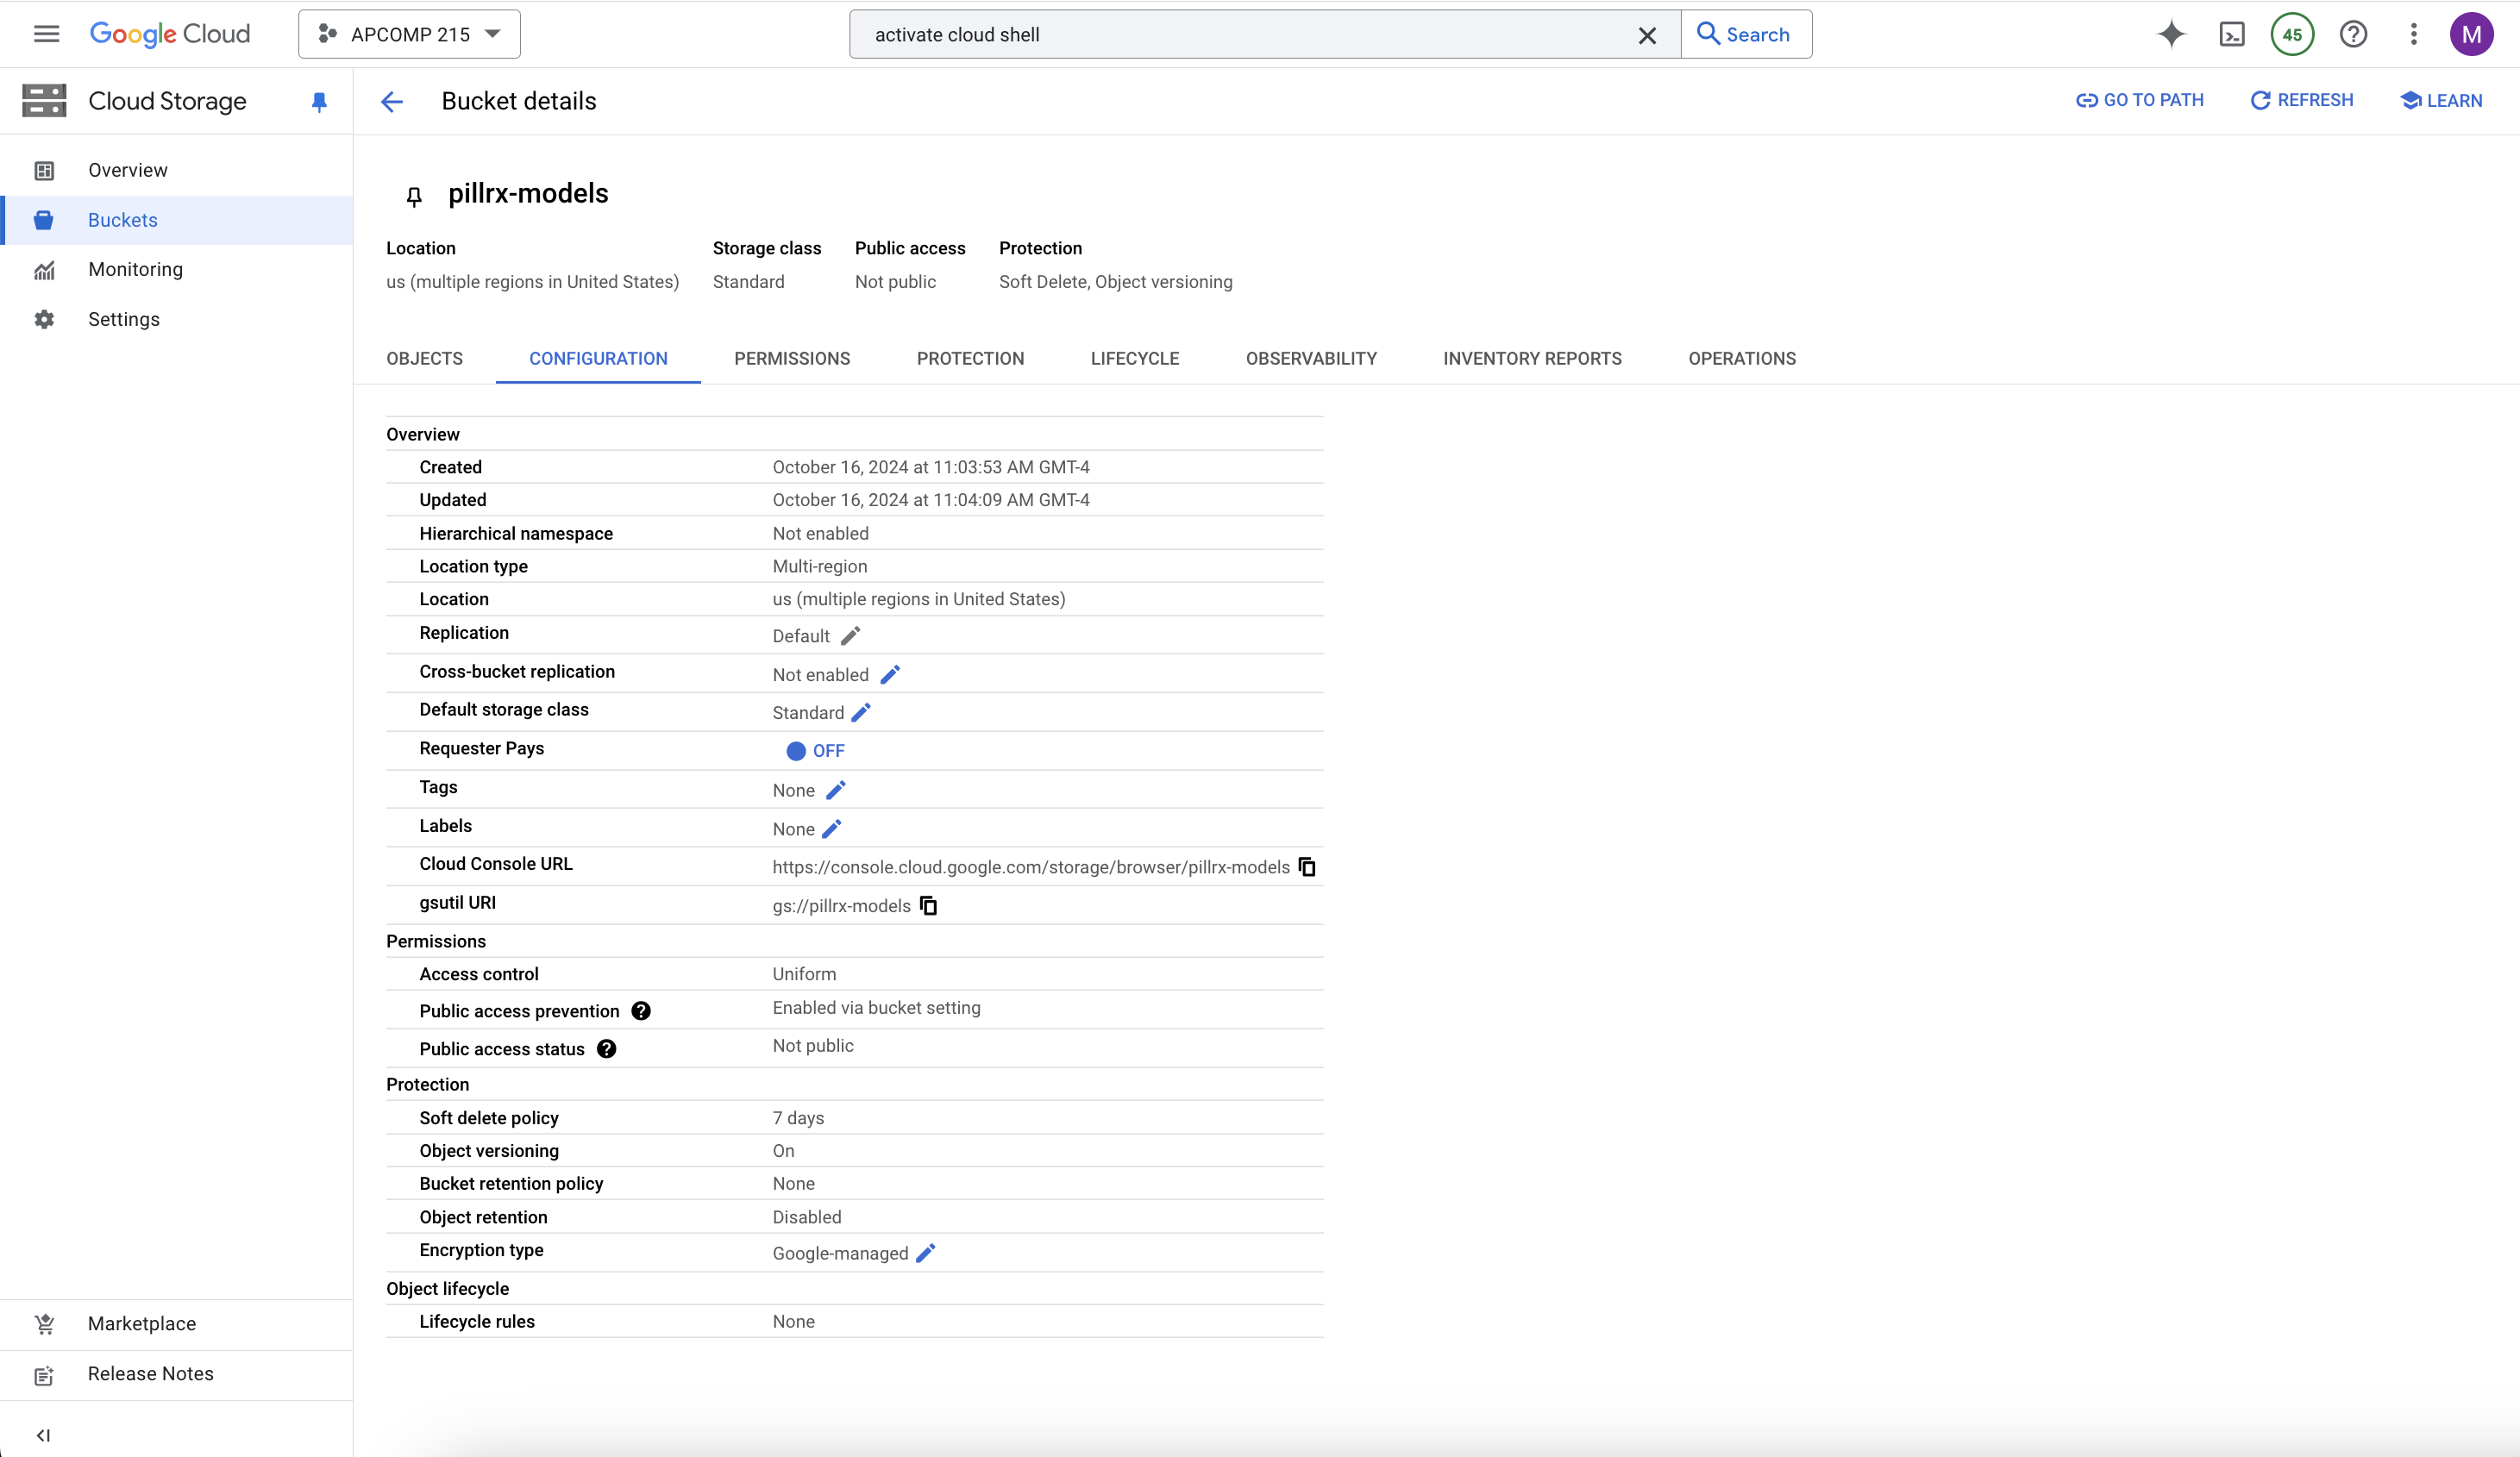 Google Cloud
APCOMP 215
activate cloud shell
Search
45
M
Cloud Storage
Bucket details
GO TO PATH
REFRESH
LEARN
Overview
Buckets
Monitoring
Settings
pillrx-models
Location Storage class Public access Protection
us (multiple regions in United States) Standard Not public Soft Delete, Object versioning
OBJECTS CONFIGURATION PERMISSIONS PROTECTION LIFECYCLE OBSERVABILITY INVENTORY REPORTS OPERATIONS
Overview
Created October 16, 2024 at 11:03:53 AM GMT-4
Updated October 16, 2024 at 11:04:09 AM GMT-4
Hierarchical namespace Not enabled
Location type Multi-region
Location us (multiple regions in United States)
Replication Default
Cross-bucket replication Not enabled
Default storage class Standard
Requester Pays OFF
Tags None
Labels None
Cloud Console URL https://console.cloud.google.com/storage/browser/pillrx-models
gsutil URI gs://pillrx-models
Permissions
Access control Uniform
Public access prevention Enabled via bucket setting
Public access status Not public
Protection
Soft delete policy 7 days
Object versioning On
Bucket retention policy None
Object retention Disabled
Encryption type Google-managed
Object lifecycle
Lifecycle rules None
Marketplace
Release Notes